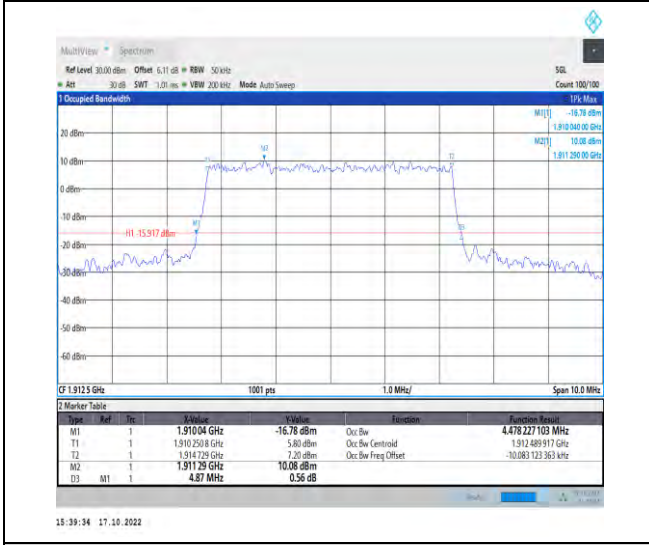 MultiView Spectrum
Ref Level 30.00 dBm Offset 6.11 dB RBW 50 kHz SGL
Att 30 dB SWT 1.01 ms VBW 200 kHz Mode Auto Sweep Count 100/100
1 Occupied Bandwidth 1Pk Max
M1[1] -16.78 dBm
1.910 040 00 GHz
M2[1] 10.08 dBm
1.911 290 00 GHz
20 dBm
M2
T2
10 dBm
0 dBm
-10 dBm
M1
H1 -15.917 dBm
-20 dBm
-30 dBm
-40 dBm
-50 dBm
-60 dBm
CF 1.912 5 GHz 1001 pts 1.0 MHz/ Span 10.0 MHz
2 Marker Table
Type Ref Trc X-Value Y-Value Function Function Result
M1 1 1.91004 GHz -16.78 dBm Occ Bw 4.478 227 103 MHz
T1 1 1.910 250 8 GHz 5.80 dBm Occ Bw Centroid 1.912 489 917 GHz
T2 1 1.914 729 GHz 7.20 dBm Occ Bw Freq Offset -10.083 123 363 kHz
M2 1 1.911 29 GHz 10.08 dBm
D3 M1 1 4.87 MHz 0.56 dB
15:39:34 17.10.2022